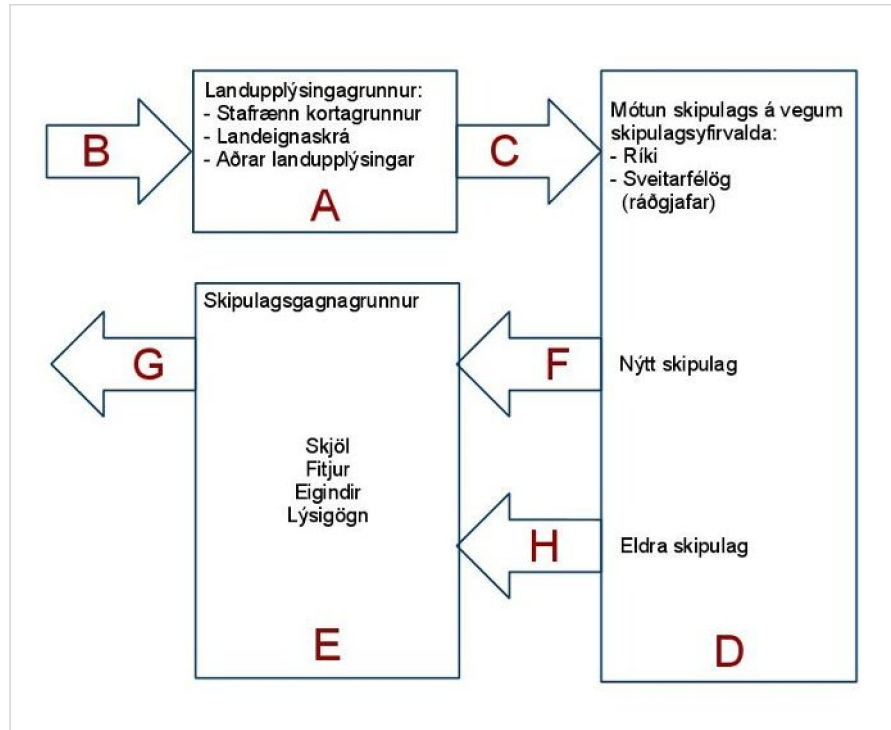 Landupplýsingagrunnur:
- Stafrænn kortagrunnur
- Landeignaskrá
- Aðrar landupplýsingar
A
B
C
Mótun skipulags á vegum
skipulagsyfirvalda:
- Ríki
- Sveitarfélög
(ráðgjafar)
Skipulagsgagnagrunnur
G
F
Nýtt skipulag
Skjöl
Fitjur
Eigindir
Lýsigögn
H
Eldra skipulag
E
D